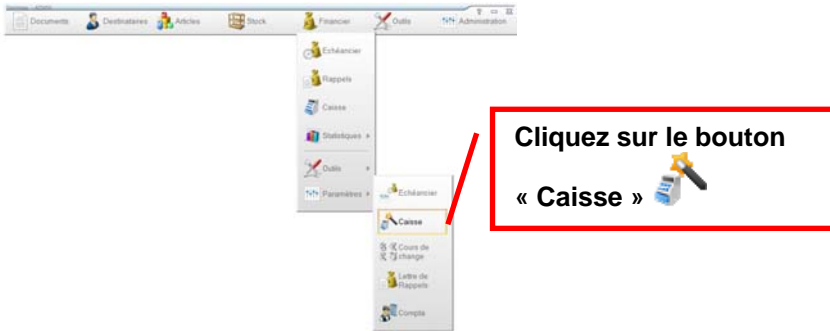 Documents Destinataires Articles Stock Financier Outils Administration
Echéancier
Rappels
Caisse
Statistiques
Outils
Paramètres
Echéancier
Caisse
Cours de
change
Lettre de
Rappels
Compta
Cliquez sur le bouton
« Caisse »